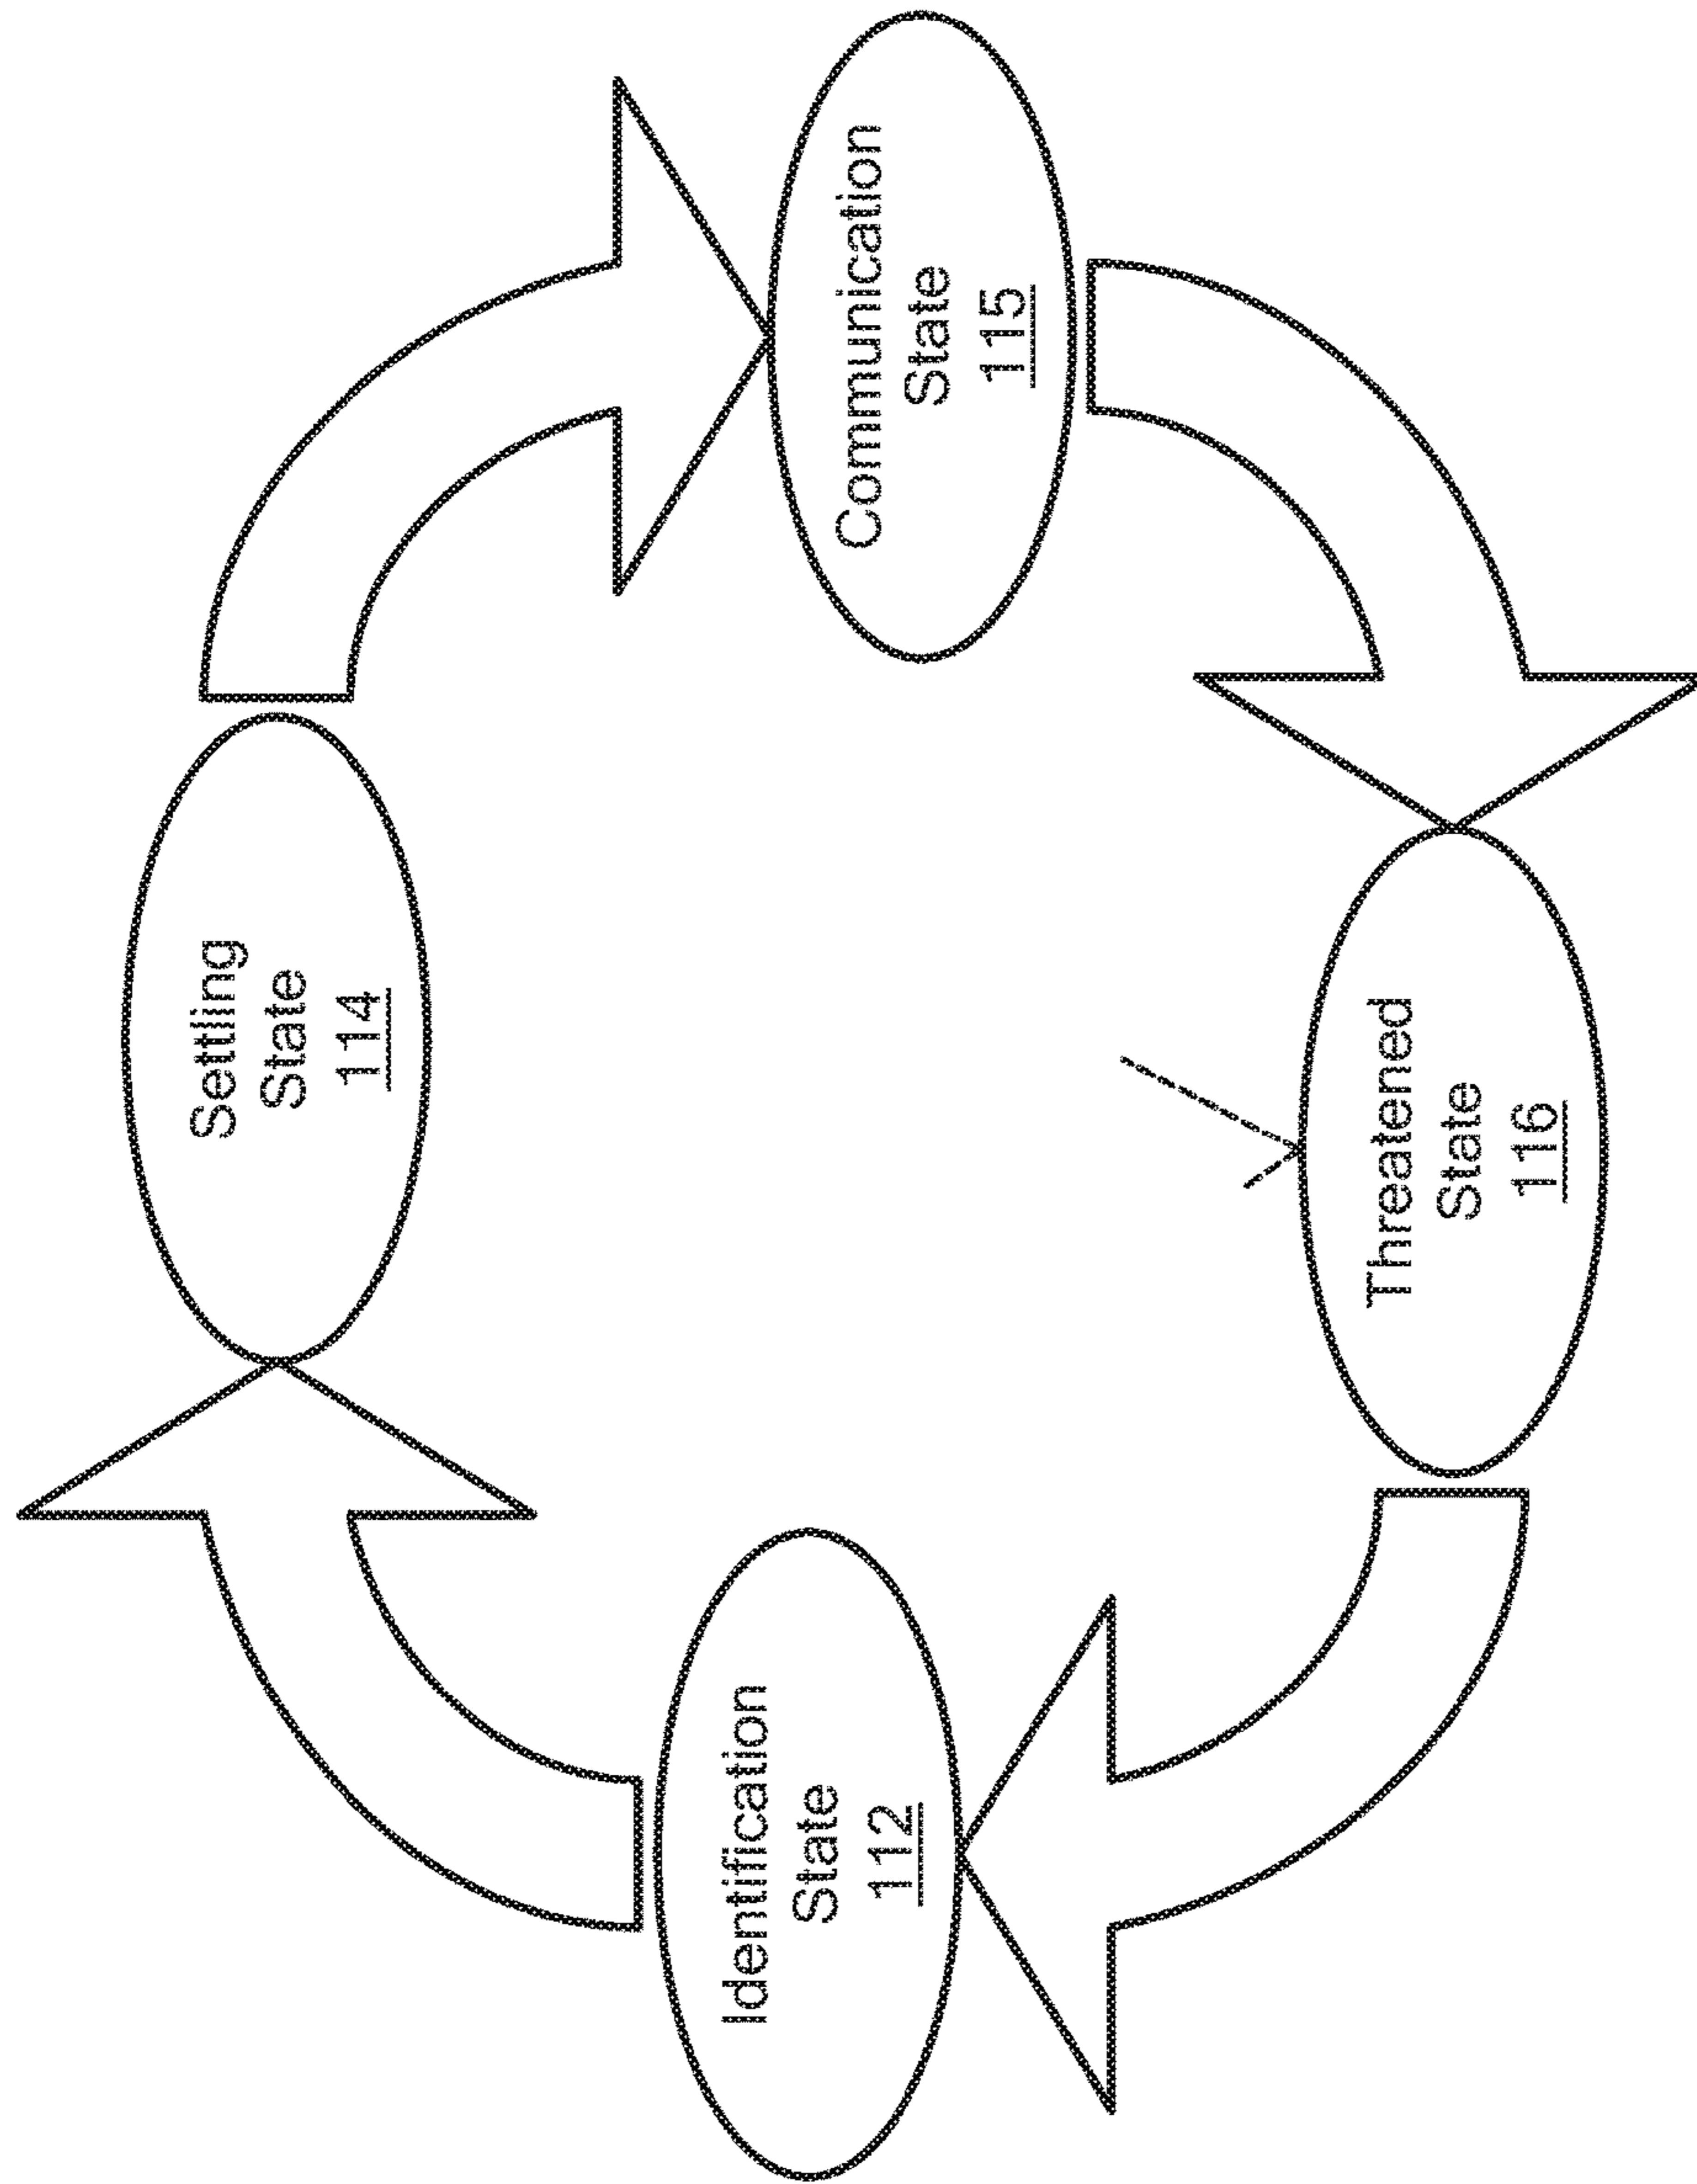 Settling
State
114
Communication
State
115
Threatened
State
116
Identification
State
112